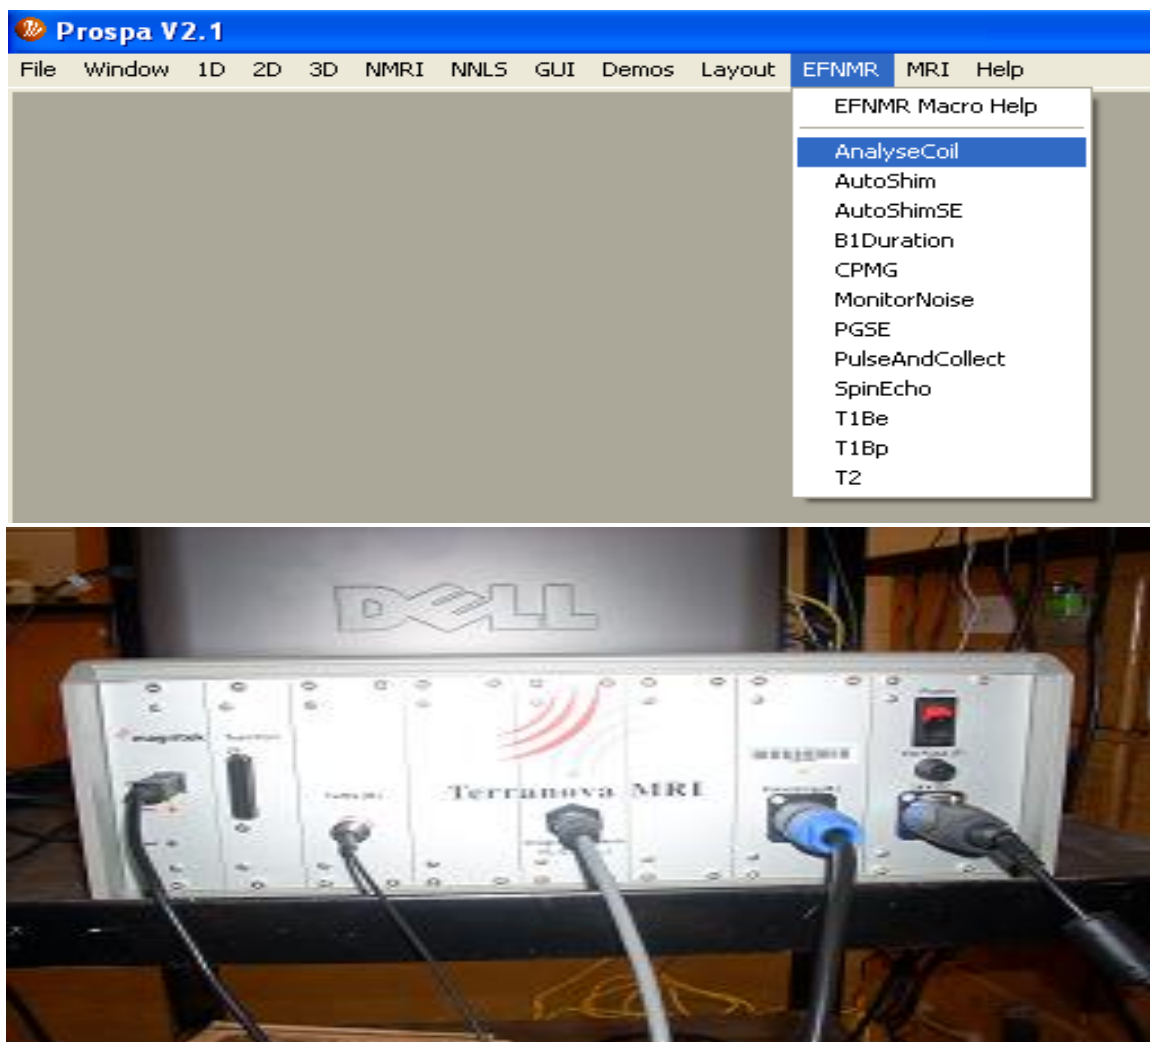 Prospa V2.1
File Window 1D 2D 3D NMRI NNLS GUI Demos Layout EFNMR MRI Help
EFNMR Macro Help
AnalyseCoil
AutoShim
AutoShimSE
B1Duration
CPMG
MonitorNoise
PGSE
PulseAndCollect
SpinEcho
T1Be
T1Bp
T2
DELL
magritek
Terranova MRI